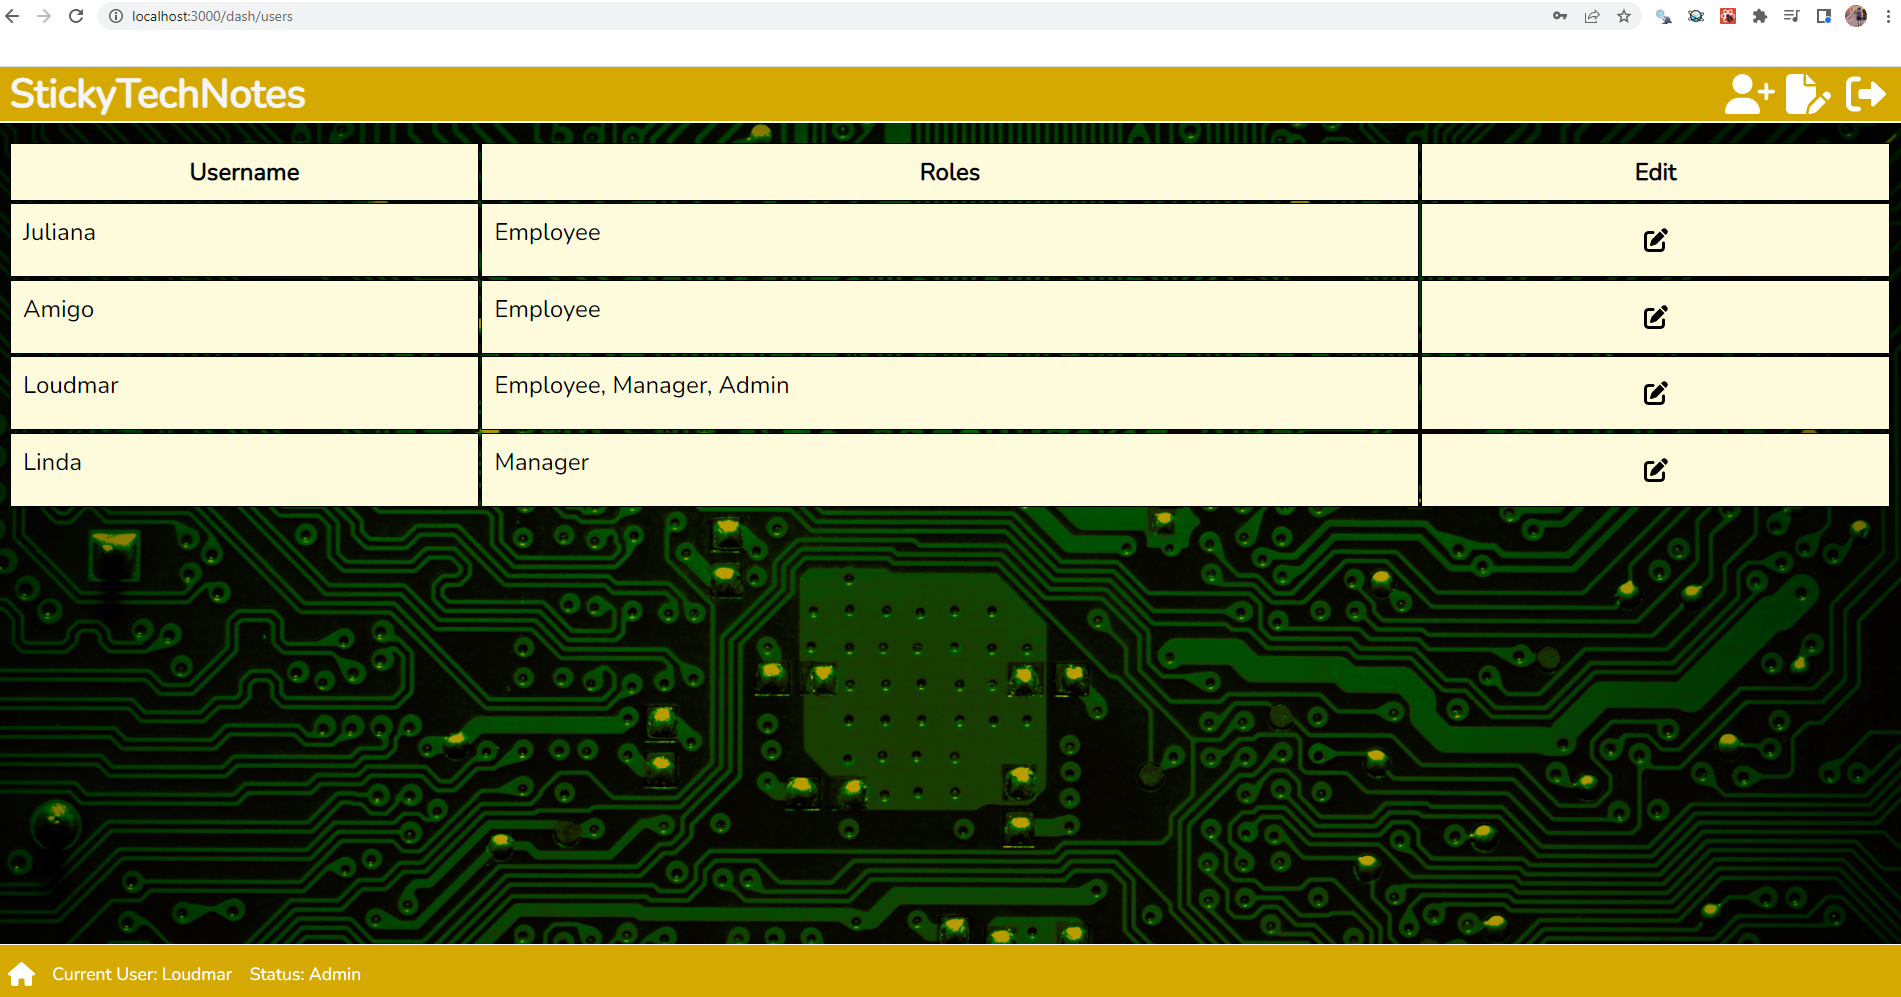 localhost:3000/dash/users
StickyTechNotes
Username Roles Edit
Juliana Employee
Amigo Employee
Loudmar Employee, Manager, Admin
Linda Manager
Current User: Loudmar Status: Admin